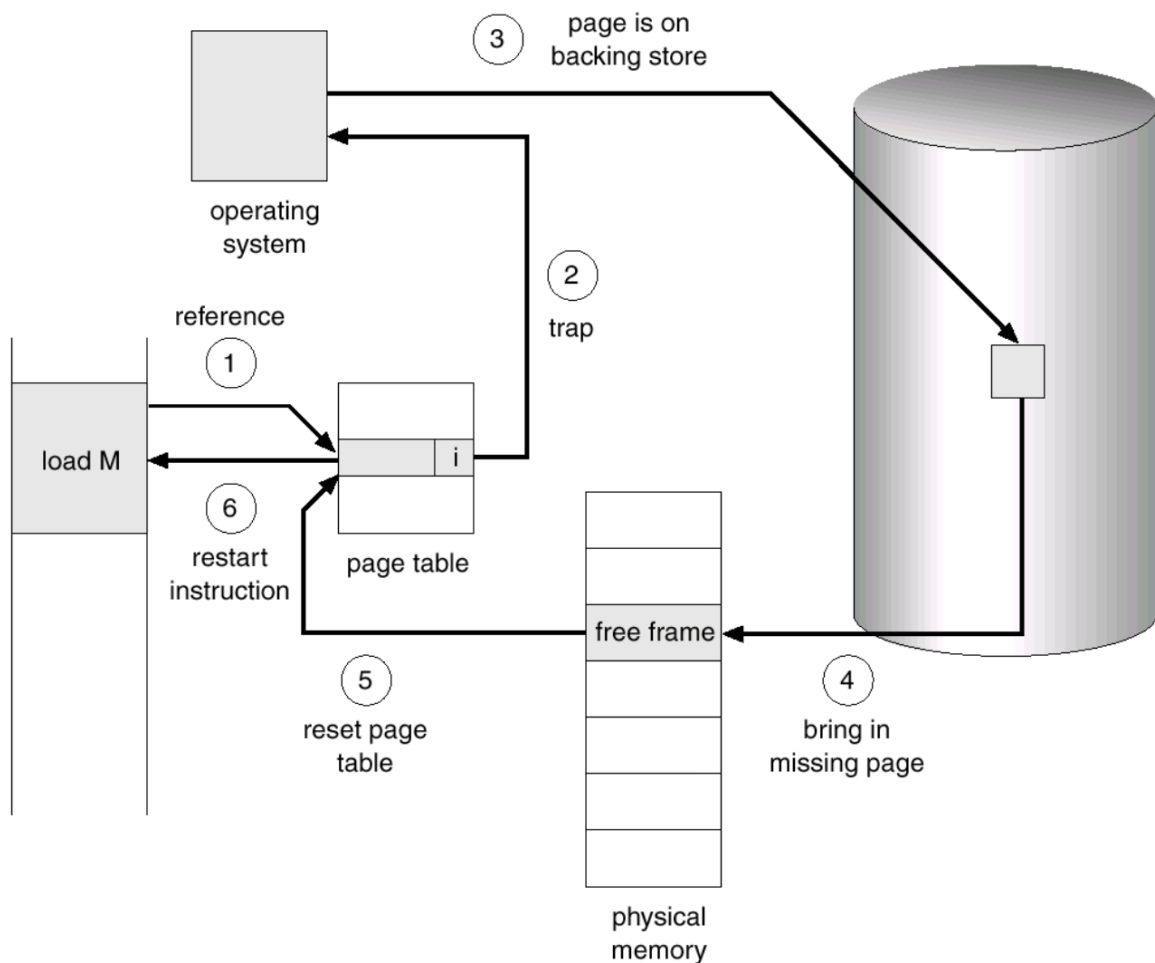 3
page is on
backing store
operating
system
2
trap
reference
1
load M
i
6
restart
instruction
page table
free frame
5
reset page
table
4
bring in
missing page
physical
memory